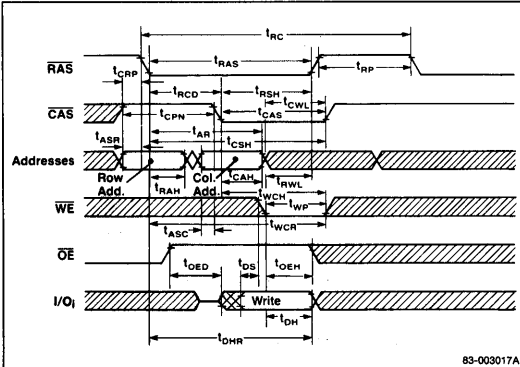 tRC
RAS
tRAS
tCRP
tRCD
tRSH
tRP
CAS
tCPN
tCWL
tCAS
tAR
tASR
tCSH
Addresses
Row Add.
tRAH
Col. Add.
tCAH
tRWL
tWCH
tWP
WE
tASC
tWCR
OE
tOED
tDS
tOEH
I/Oi
Write
tDH
tDHR
83-003017A